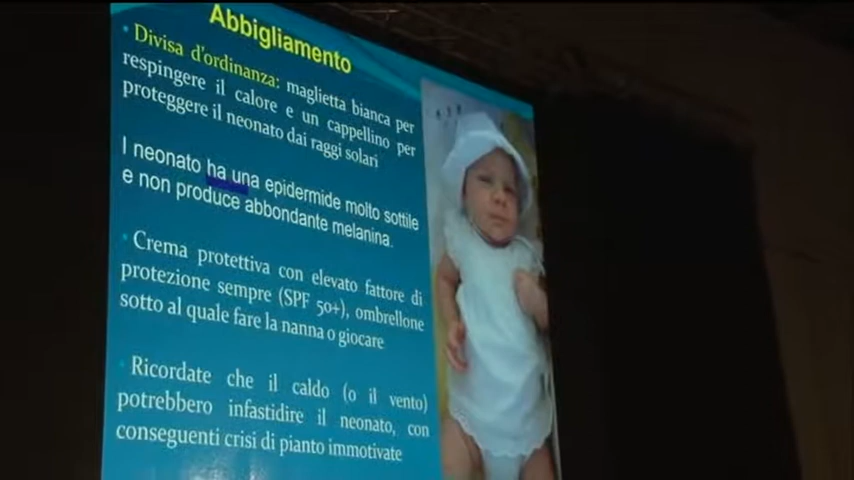 Abbigliamento
• Divisa d'ordinanza: maglietta bianca per
respingere il calore e un cappellino per
proteggere il neonato dai raggi solari
I neonato ha una epidermide molto sottile
e non produce abbondante melanina.
• Crema protettiva con elevato fattore di
protezione sempre (SPF 50+), ombrellone
sotto al quale fare la nanna o giocare
• Ricordate che il caldo (o il vento)
potrebbero infastidire il neonato, con
conseguenti crisi di pianto immotivate